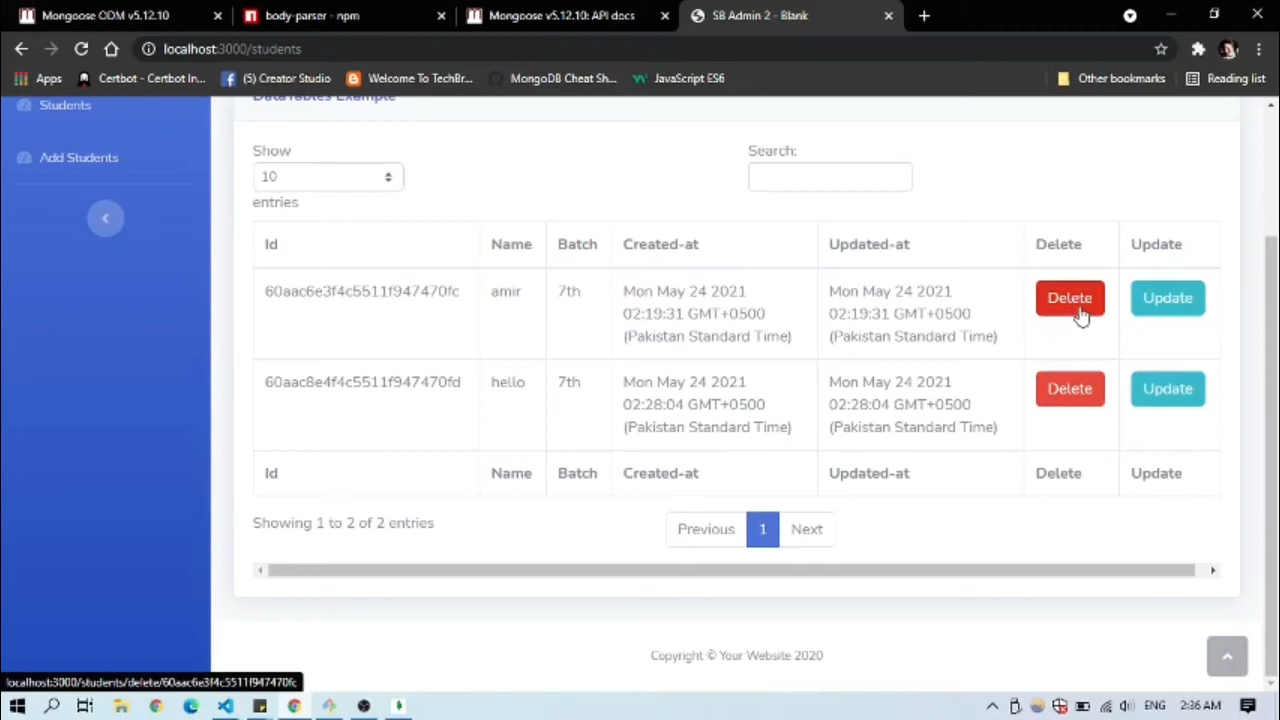 Mongoose ODM v5.12.10
body-parser - npm
Mongoose v5.12.10: API docs
SB Admin 2 - Blank
localhost:3000/students
Apps
Certbot - Certbot In...
(5) Creator Studio
Welcome To TechBr...
MongoDB Cheat Sh...
JavaScript ES6
Other bookmarks
Reading list
Students
Add Students
DataTables Example
Show
10
entries
Search:
Id Name Batch Created-at Updated-at Delete Update
60aac6e3f4c5511f947470fc amir 7th Mon May 24 2021 Mon May 24 2021 Delete Update
02:19:31 GMT+0500 02:19:31 GMT+0500
(Pakistan Standard Time) (Pakistan Standard Time)
60aac8e4f4c5511f947470fd hello 7th Mon May 24 2021 Mon May 24 2021 Delete Update
02:28:04 GMT+0500 02:28:04 GMT+0500
(Pakistan Standard Time) (Pakistan Standard Time)
Id Name Batch Created-at Updated-at Delete Update
Showing 1 to 2 of 2 entries
Previous 1 Next
Copyright © Your Website 2020
localhost:3000/students/delete/60aac6e3f4c5511f947470fc
ENG 2:36 AM